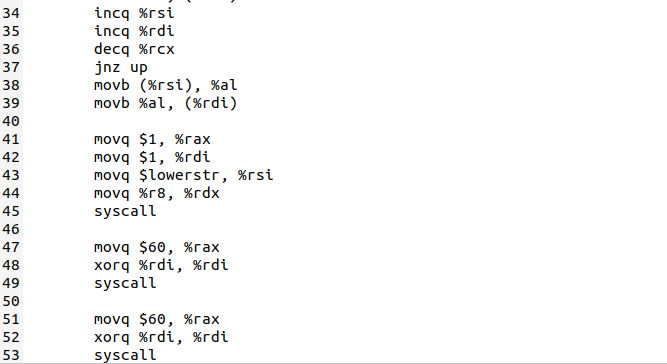 34 incq %rsi
35 incq %rdi
36 decq %rcx
37 jnz up
38 movb (%rsi), %al
39 movb %al, (%rdi)
40
41 movq $1, %rax
42 movq $1, %rdi
43 movq $lowerstr, %rsi
44 movq %r8, %rdx
45 syscall
46
47 movq $60, %rax
48 xorq %rdi, %rdi
49 syscall
50
51 movq $60, %rax
52 xorq %rdi, %rdi
53 syscall